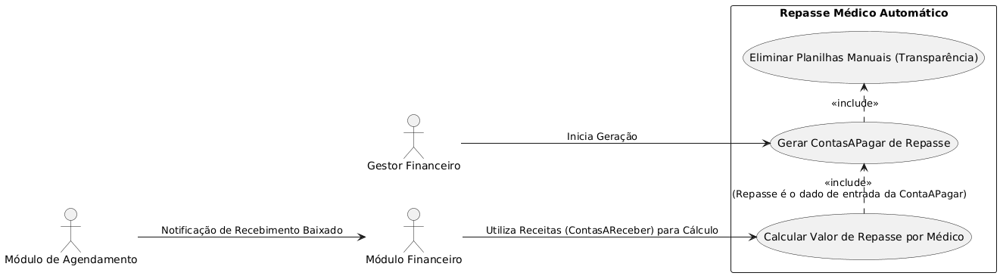 Repasse Médico Automático
Eliminar Planilhas Manuais (Transparência)
«include»
Inicia Geração
Gerar ContasAPagar de Repasse
Gestor Financeiro
«include»
(Repasse é o dado de entrada da ContaAPagar)
Notificação de Recebimento Baixado
Utiliza Receitas (ContasAReceber) para Cálculo
Calcular Valor de Repasse por Médico
Módulo de Agendamento
Módulo Financeiro